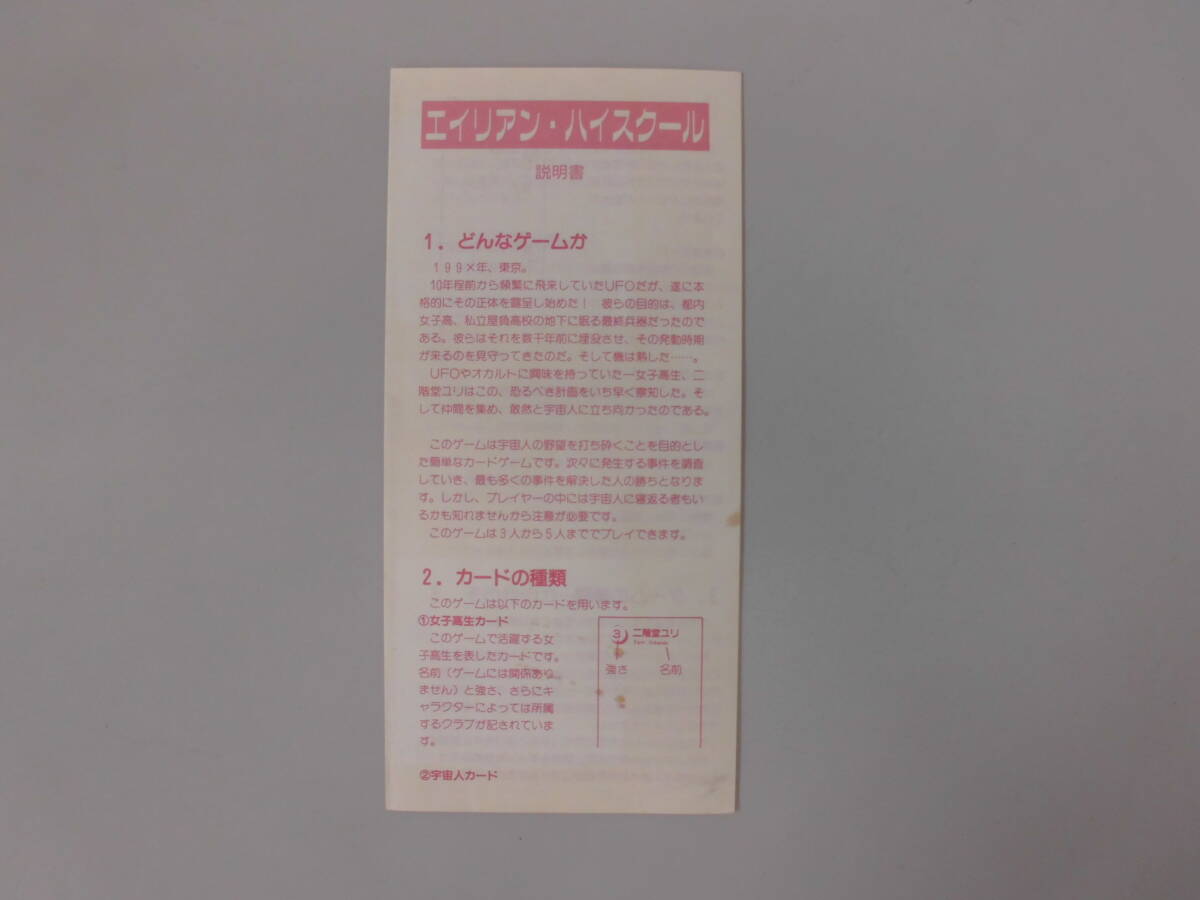 エイリアン・ハイスクール
説明書
1. どんなゲームか
199×年、東京。
10年程前から頻繁に飛来していたUFOだが、遂に本
格的にその正体を露呈し始めた！ 彼らの目的は、都内
女子高、私立屋負高校の地下に眠る最終兵器だったので
ある。彼らはそれを数千年前に埋没させ、その発動時期
が来るのを見守ってきたのだ。そして機は熟した……。
UFOやオカルトに興味を持っていた一女子高生、二
階堂ユリはこの、恐るべき計画をいち早く察知した。そ
して仲間を集め、敢然と宇宙人に立ち向かったのである。
このゲームは宇宙人の野望を打ち砕くことを目的とし
た簡単なカードゲームです。次々に発生する事件を調査
していき、最も多くの事件を解決した人の勝ちとなりま
す。しかし、プレイヤーの中には宇宙人に寝返る者もい
るかも知れませんから注意が必要です。
このゲームは3人から5人まででプレイできます。
2. カードの種類
このゲームは以下のカードを用います。
①女子高生カード
このゲームで活躍する女
子高生を表したカードです。
名前（ゲームには関係あり
ません）と強さ、さらにキ
ャラクターによっては所属
するクラブが記されていま
す。
3 二階堂ユリ
強さ 名前
②宇宙人カード